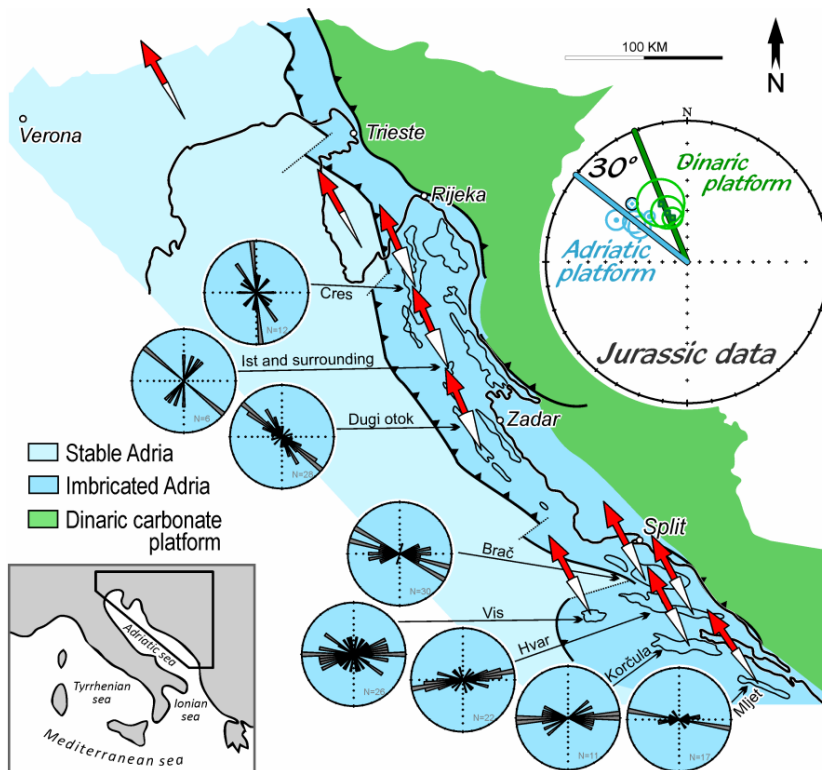 100 KM
N
Verona
Trieste
Rijeka
N
30°
Dinaric
platform
Adriatic
platform
Jurassic data
Cres
N=12
Ist and surrounding
N=6
Dugi otok
N=28
Zadar
Stable Adria
Imbricated Adria
Dinaric carbonate
platform
Split
Brač
N=30
Vis
N=26
Hvar
N=22
Korčula
N=11
Mljet
N=17
Adriatic sea
Tyrrhenian
sea
Ionian
sea
Mediterranean sea